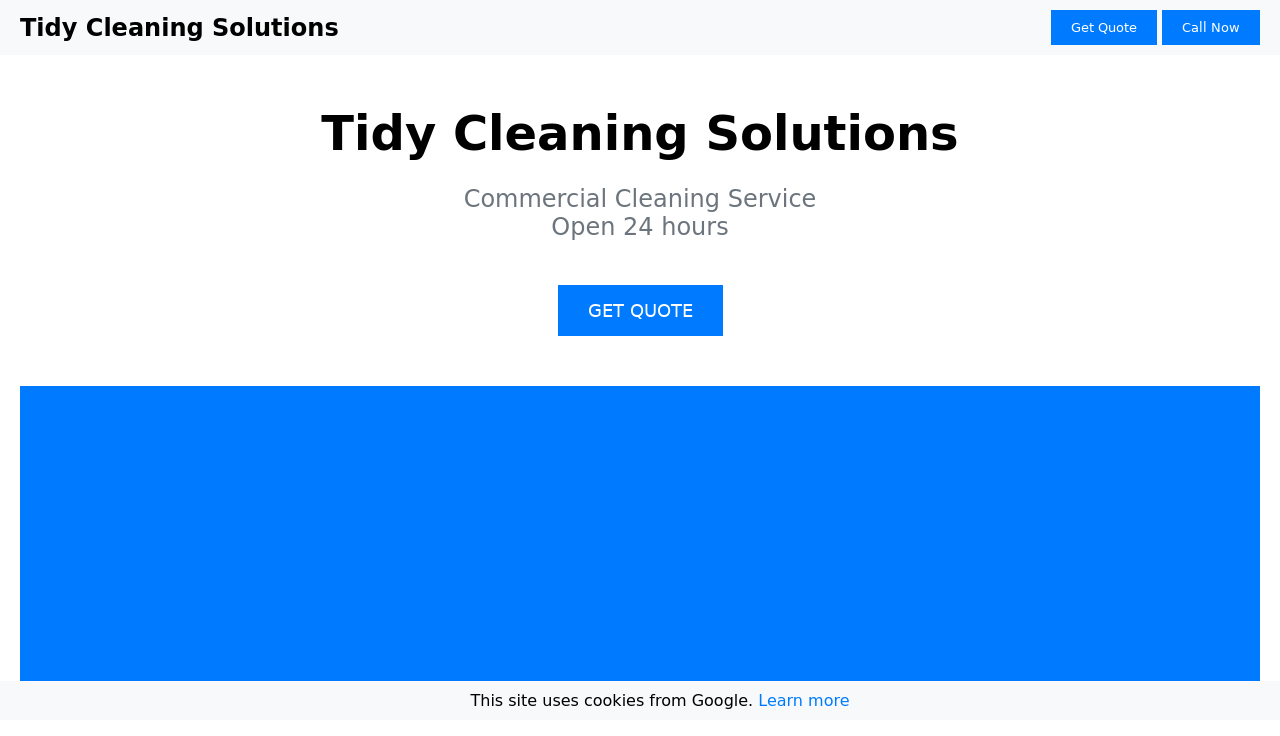 Tidy Cleaning Solutions
Get Quote
Call Now
Tidy Cleaning Solutions
Commercial Cleaning Service
Open 24 hours
GET QUOTE
This site uses cookies from Google. Learn more